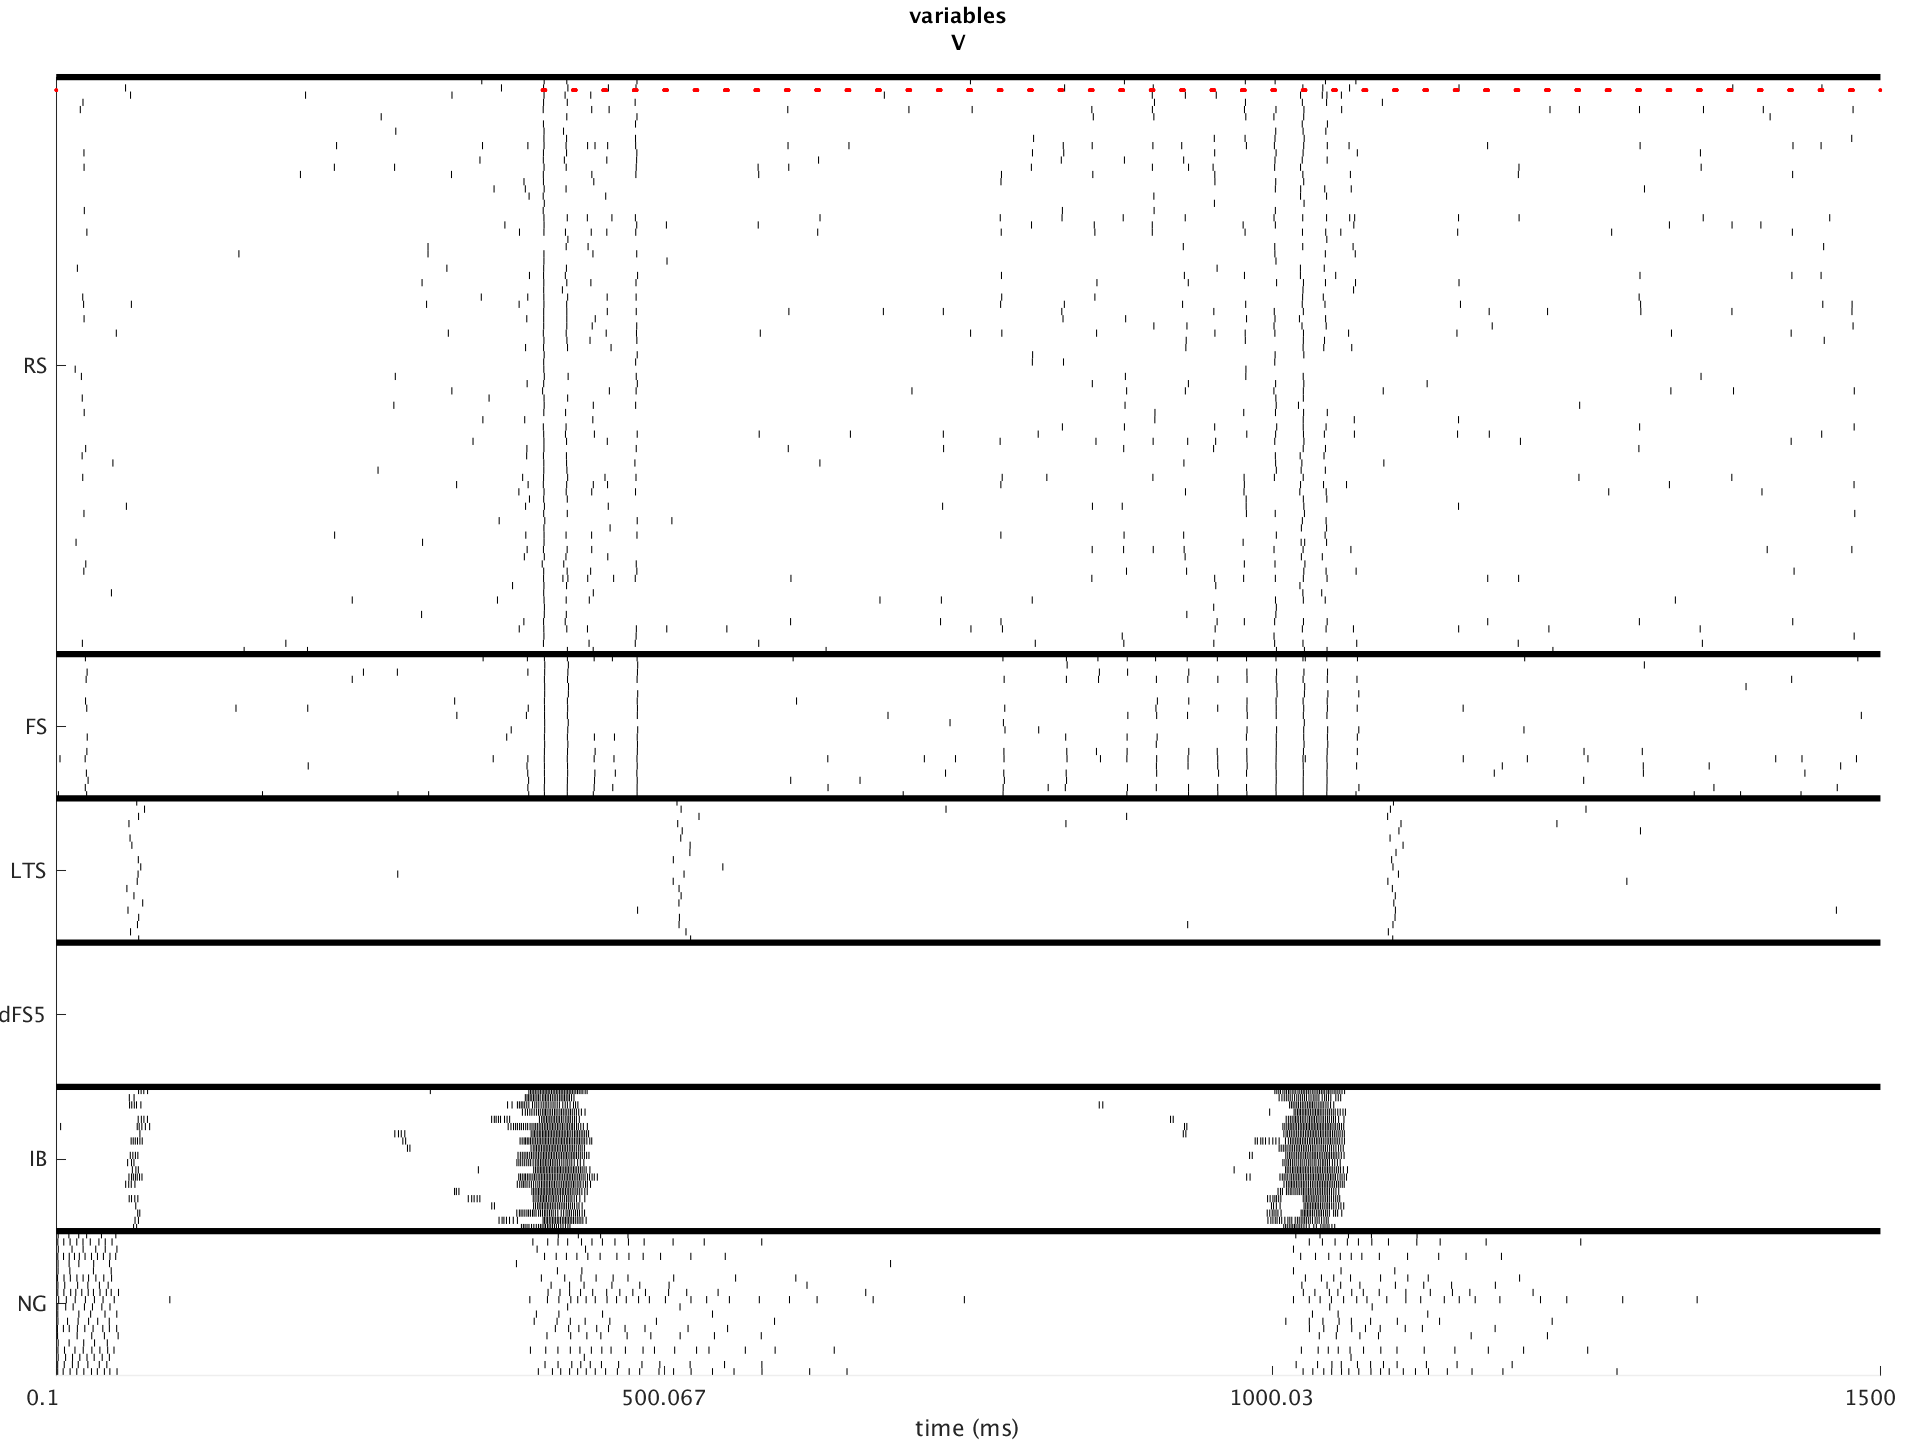 variables
V
RS
FS
LTS
dFS5
IB
NG
0.1
500.067
1000.03
1500
time (ms)